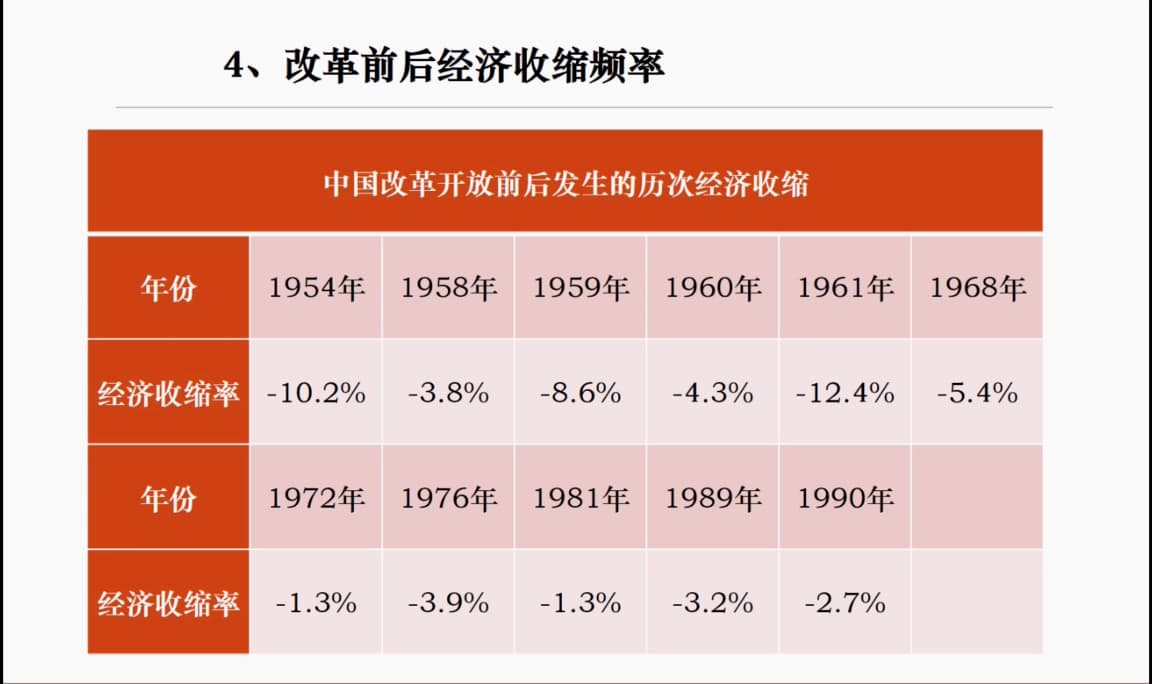 4、改革前后经济收缩频率
中国改革开放前后发生的历次经济收缩
年份 1954年 1958年 1959年 1960年 1961年 1968年
经济收缩率 -10.2% -3.8% -8.6% -4.3% -12.4% -5.4%
年份 1972年 1976年 1981年 1989年 1990年
经济收缩率 -1.3% -3.9% -1.3% -3.2% -2.7%